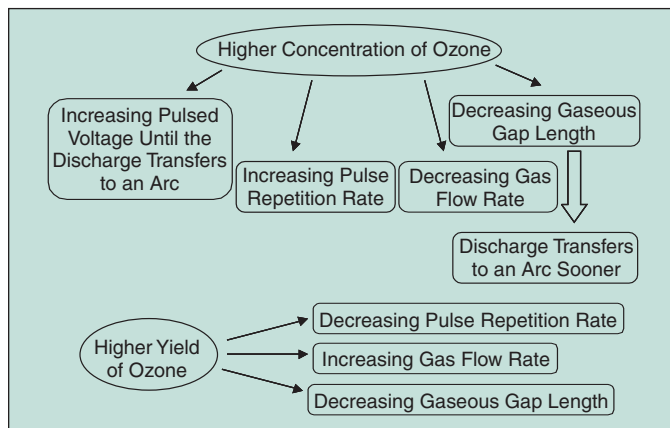 Higher Concentration of Ozone
Increasing Pulsed
Voltage Until the
Discharge Transfers
to an Arc
Increasing Pulse
Repetition Rate
Decreasing Gas
Flow Rate
Decreasing Gaseous
Gap Length
Discharge Transfers
to an Arc Sooner
Higher Yield
of Ozone
Decreasing Pulse Repetition Rate
Increasing Gas Flow Rate
Decreasing Gaseous Gap Length